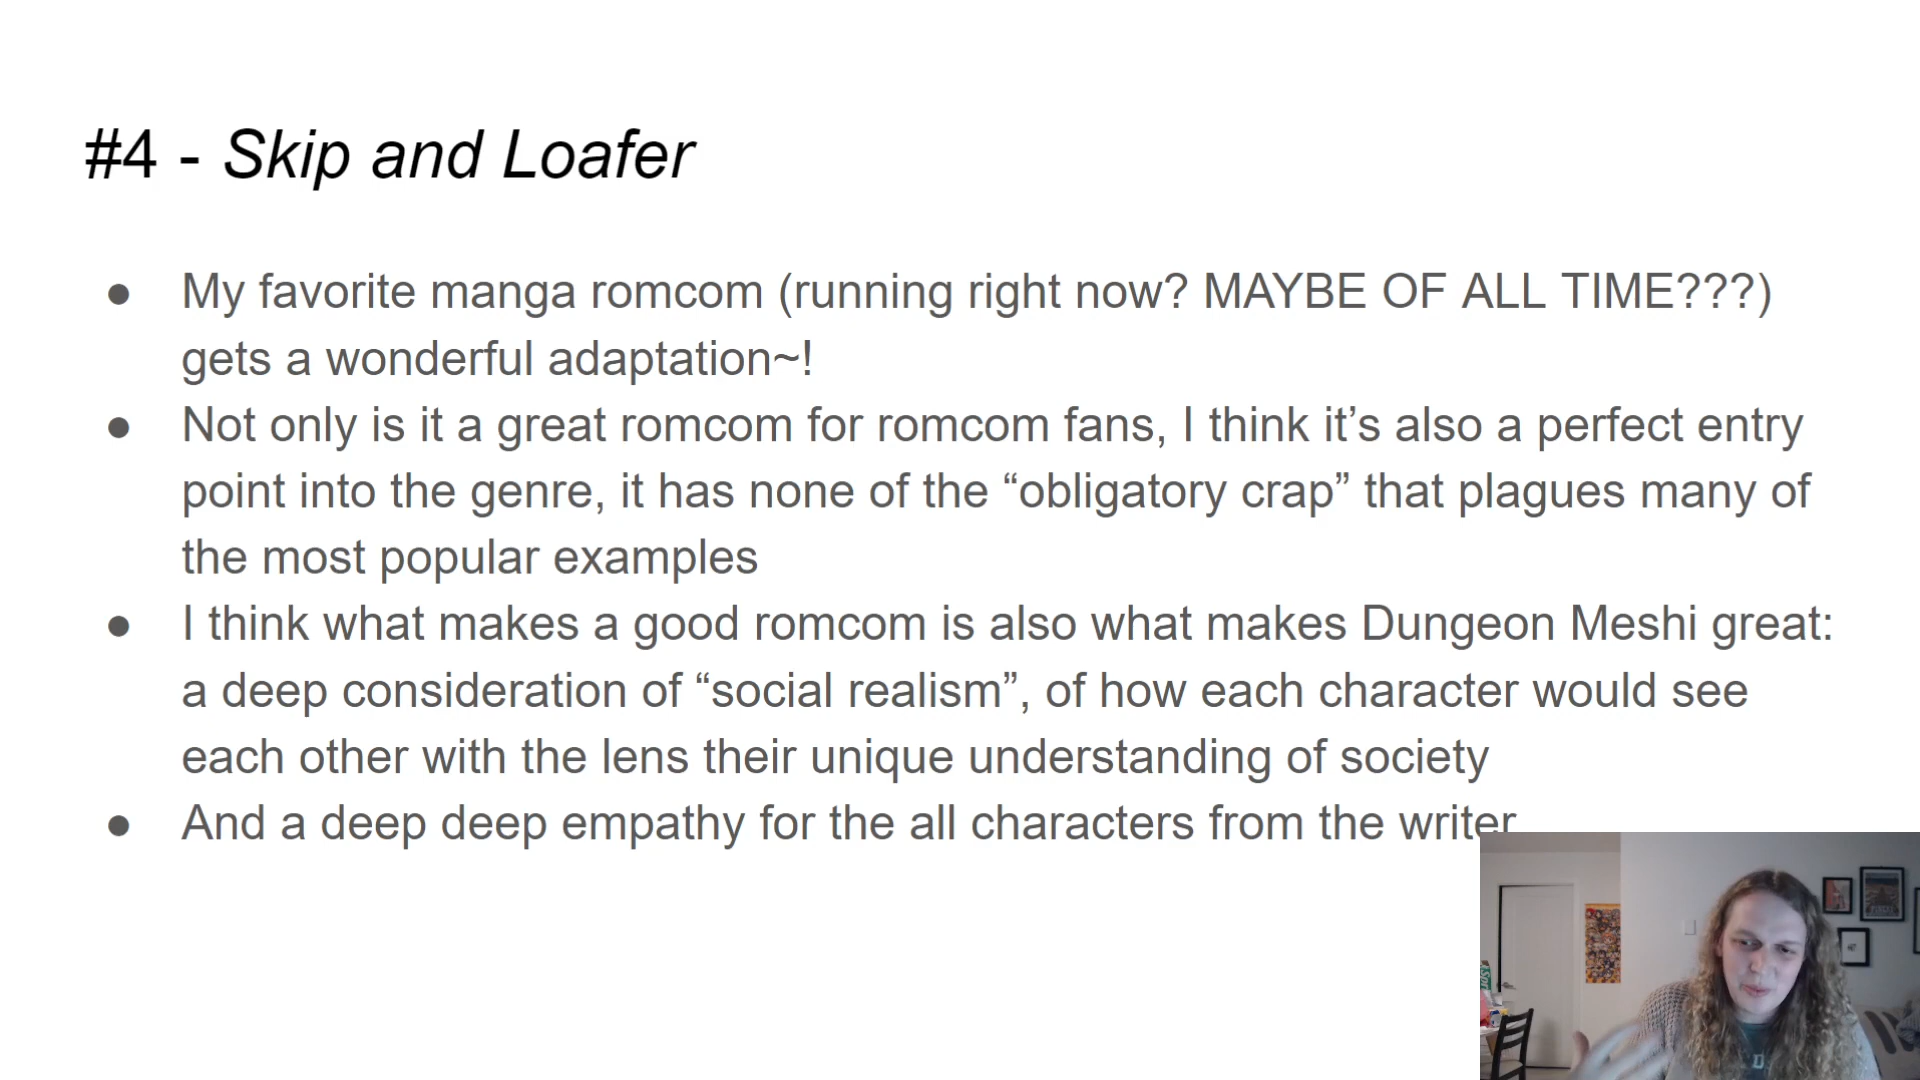 #4 - Skip and Loafer
● My favorite manga romcom (running right now? MAYBE OF ALL TIME???)
gets a wonderful adaptation~!
● Not only is it a great romcom for romcom fans, I think it’s also a perfect entry
point into the genre, it has none of the “obligatory crap” that plagues many of
the most popular examples
● I think what makes a good romcom is also what makes Dungeon Meshi great:
a deep consideration of “social realism”, of how each character would see
each other with the lens their unique understanding of society
● And a deep deep empathy for the all characters from the writer